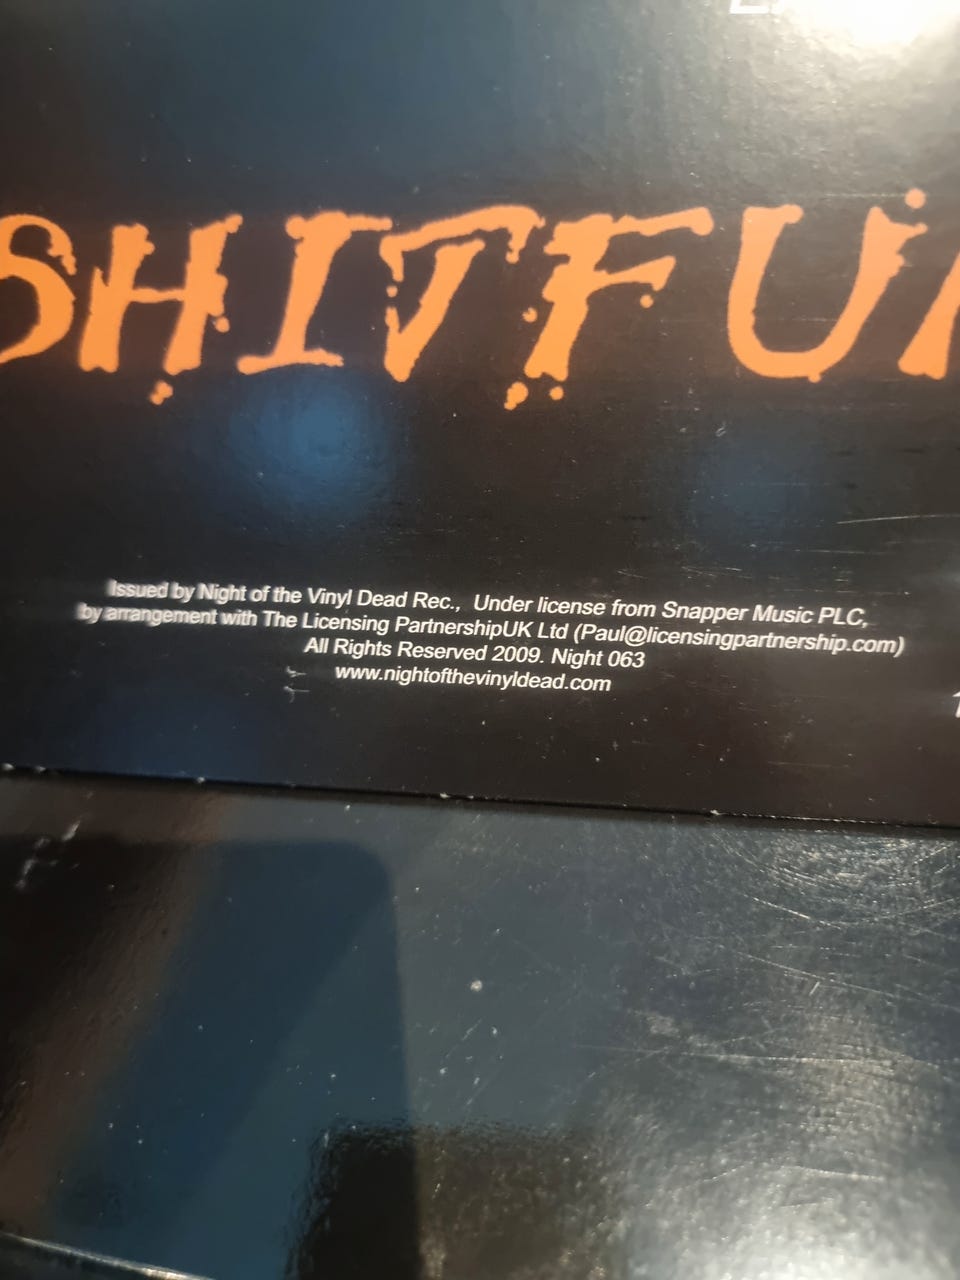 SHITFU
Issued by Night of the Vinyl Dead Rec., Under license from Snapper Music PLC,
by arrangement with The Licensing PartnershipUK Ltd (Paul@licensingpartnership.com)
All Rights Reserved 2009. Night 063
www.nightofthevinyldead.com